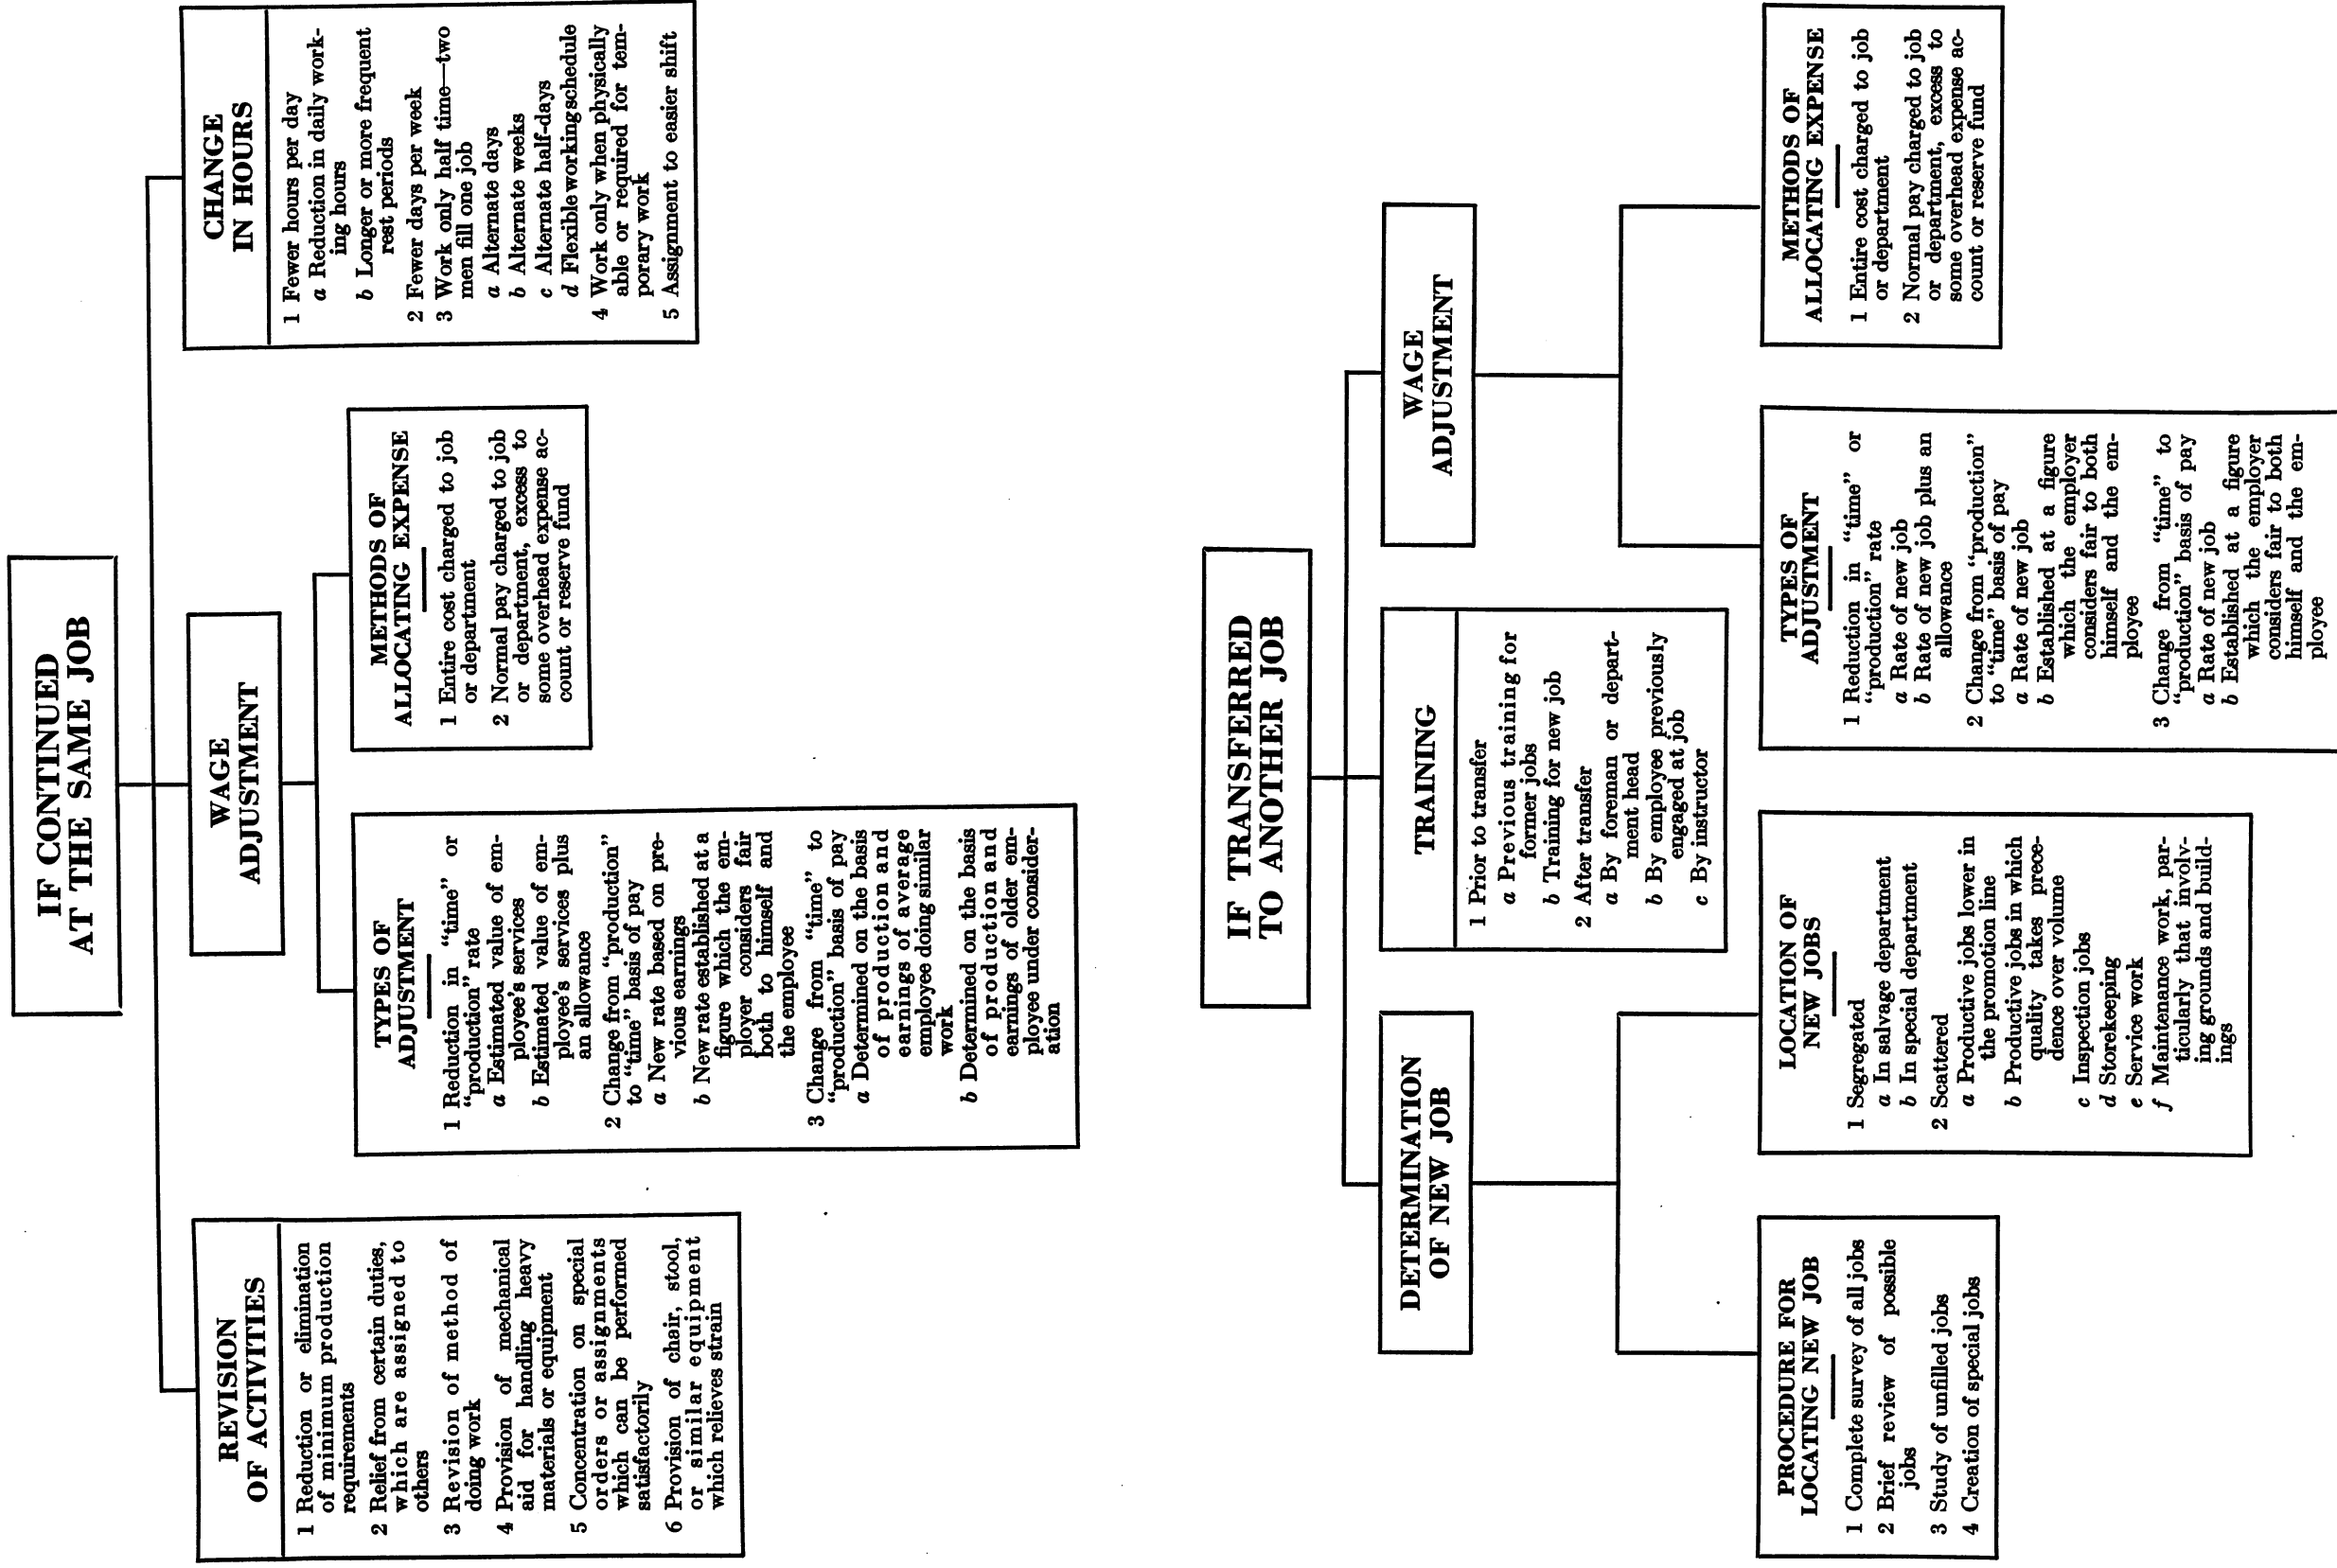 IF CONTINUED
AT THE SAME JOB
REVISION
OF ACTIVITIES
1 Reduction or elimination
of minimum production
requirements
2 Relief from certain duties,
which are assigned to
others
3 Revision of method of
doing work
4 Provision of mechanical
aid for handling heavy
materials or equipment
5 Concentration on special
orders or assignments
which can be performed
satisfactorily
6 Provision of chair, stool,
or similar equipment
which relieves strain
WAGE
ADJUSTMENT
TYPES OF
ADJUSTMENT
1 Reduction in “time” or
“production” rate
a Estimated value of em-
ployee's services
b Estimated value of em-
ployee's services plus
an allowance
2 Change from “production”
to “time” basis of pay
a New rate based on pre-
vious earnings
b New rate established at a
figure which the em-
ployer considers fair
both to himself and
the employee
3 Change from “time” to
“production” basis of pay
a Determined on the basis
of production and
earnings of average
employee doing similar
work
b Determined on the basis
of production and
earnings of older em-
ployee under consider-
ation
METHODS OF
ALLOCATING EXPENSE
1 Entire cost charged to job
or department
2 Normal pay charged to job
or department, excess to
some overhead expense ac-
count or reserve fund
CHANGE
IN HOURS
1 Fewer hours per day
a Reduction in daily work-
ing hours
b Longer or more frequent
rest periods
2 Fewer days per week
3 Work only half time—two
men fill one job
a Alternate days
b Alternate weeks
c Alternate half-days
d Flexible working schedule
4 Work only when physically
able or required for tem-
porary work
5 Assignment to easier shift
IF TRANSFERRED
TO ANOTHER JOB
DETERMINATION
OF NEW JOB
PROCEDURE FOR
LOCATING NEW JOB
1 Complete survey of all jobs
2 Brief review of possible
jobs
3 Study of unfilled jobs
4 Creation of special jobs
LOCATION OF
NEW JOBS
1 Segregated
a In salvage department
b In special department
2 Scattered
a Productive jobs lower in
the promotion line
b Productive jobs in which
quality takes prece-
dence over volume
c Inspection jobs
d Storekeeping
e Service work
f Maintenance work, par-
ticularly that involv-
ing grounds and build-
ings
TRAINING
1 Prior to transfer
a Previous training for
former jobs
b Training for new job
2 After transfer
a By foreman or depart-
ment head
b By employee previously
engaged at job
c By instructor
WAGE
ADJUSTMENT
TYPES OF
ADJUSTMENT
1 Reduction in “time” or
“production” rate
a Rate of new job
b Rate of new job plus an
allowance
2 Change from “production”
to “time” basis of pay
a Rate of new job
b Established at a figure
which the employer
considers fair to both
himself and the em-
ployee
3 Change from “time” to
“production” basis of pay
a Rate of new job
b Established at a figure
which the employer
considers fair to both
himself and the em-
ployee
METHODS OF
ALLOCATING EXPENSE
1 Entire cost charged to job
or department
2 Normal pay charged to job
or department, excess to
some overhead expense ac-
count or reserve fund